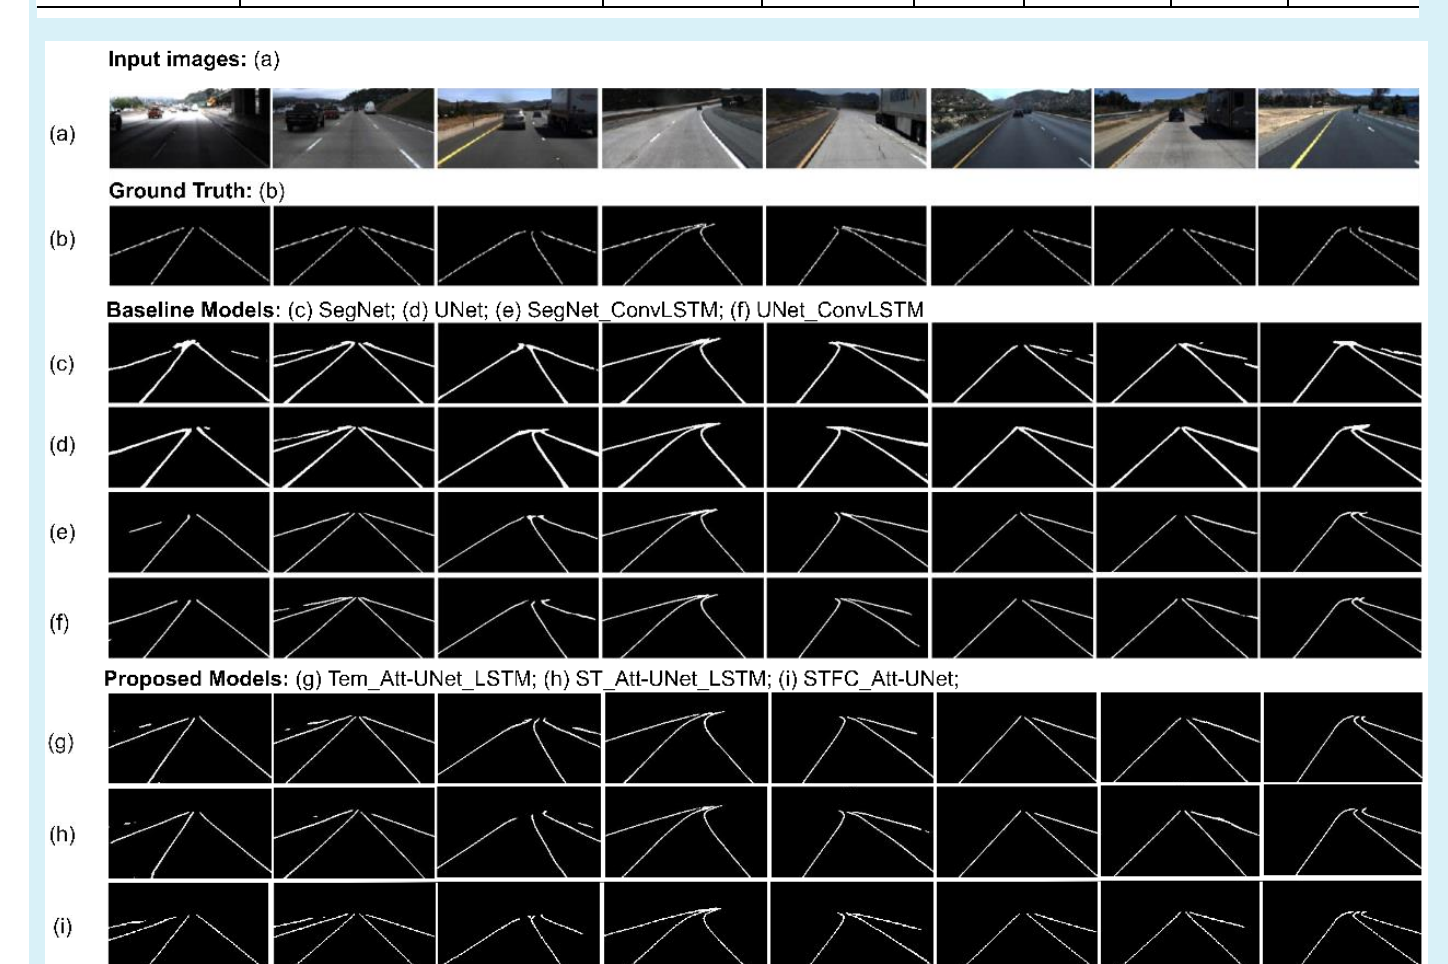 Input images: (a)
(a)
Ground Truth: (b)
(b)
Baseline Models: (c) SegNet; (d) UNet; (e) SegNet_ConvLSTM; (f) UNet_ConvLSTM
(c)
(d)
(e)
(f)
Proposed Models: (g) Tem_Att-UNet_LSTM; (h) ST_Att-UNet_LSTM; (i) STFC_Att-UNet;
(g)
(h)
(i)